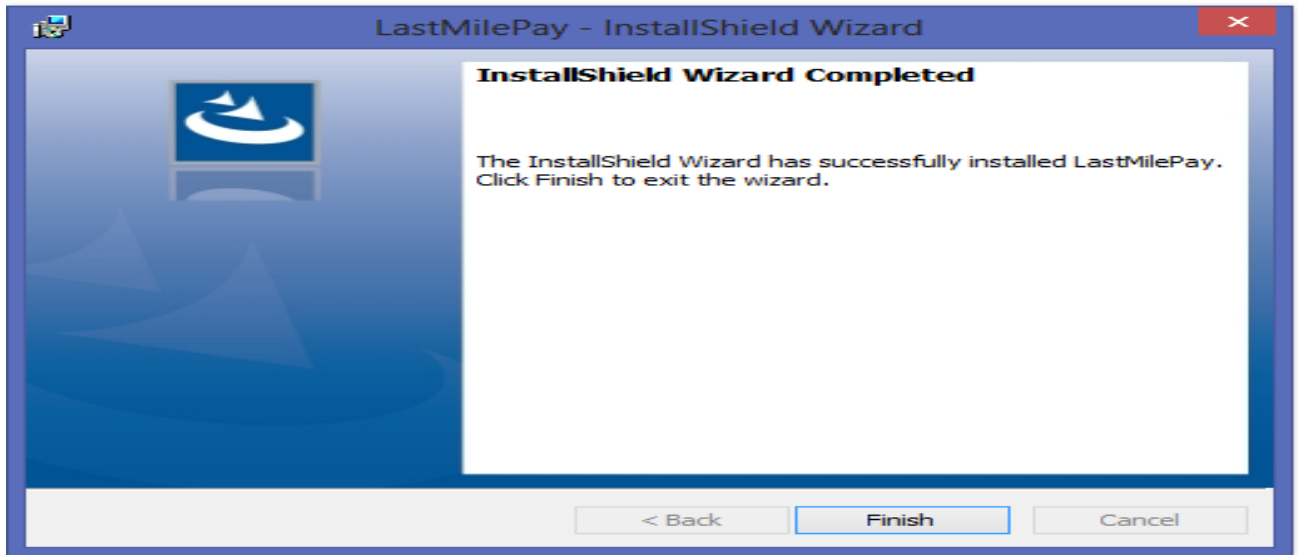 LastMilePay - InstallShield Wizard
InstallShield Wizard Completed
The InstallShield Wizard has successfully installed LastMilePay.
Click Finish to exit the wizard.
< Back
Finish
Cancel